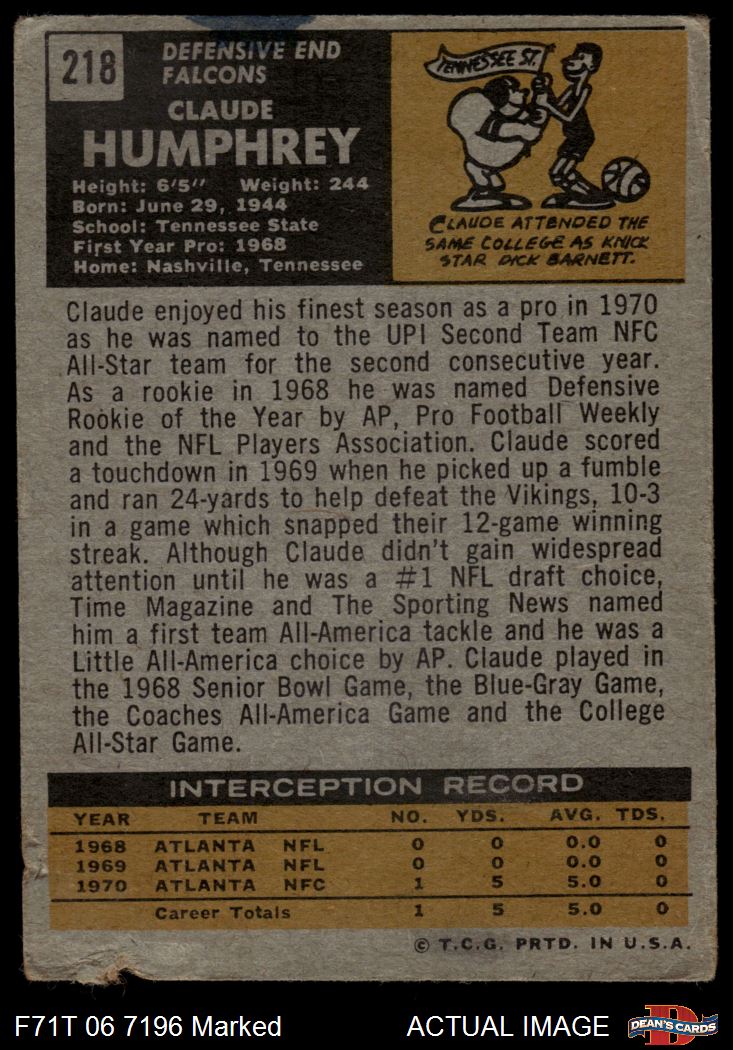 218
DEFENSIVE END
FALCONS
CLAUDE
HUMPHREY
Height: 6'5" Weight: 244
Born: June 29, 1944
School: Tennessee State
First Year Pro: 1968
Home: Nashville, Tennessee
TENNESSEE ST.
CLAUDE ATTENDED THE
SAME COLLEGE AS KNICK
STAR DICK BARNETT.
Claude enjoyed his finest season as a pro in 1970
as he was named to the UPI Second Team NFC
All-Star team for the second consecutive year.
As a rookie in 1968 he was named Defensive
Rookie of the Year by AP, Pro Football Weekly
and the NFL Players Association. Claude scored
a touchdown in 1969 when he picked up a fumble
and ran 24-yards to help defeat the Vikings, 10-3
in a game which snapped their 12-game winning
streak. Although Claude didn't gain widespread
attention until he was a #1 NFL draft choice,
Time Magazine and The Sporting News named
him a first team All-America tackle and he was a
Little All-America choice by AP. Claude played in
the 1968 Senior Bowl Game, the Blue-Gray Game,
the Coaches All-America Game and the College
All-Star Game.
INTERCEPTION RECORD
YEAR TEAM NO. YDS. AVG. TDS.
1968 ATLANTA NFL 0 0 0.0 0
1969 ATLANTA NFL 0 0 0.0 0
1970 ATLANTA NFC 1 5 5.0 0
Career Totals 1 5 5.0 0
© T.C.G. PRTD. IN U.S.A.
F71T 06 7196 Marked ACTUAL IMAGE
D
DEAN'S CARDS